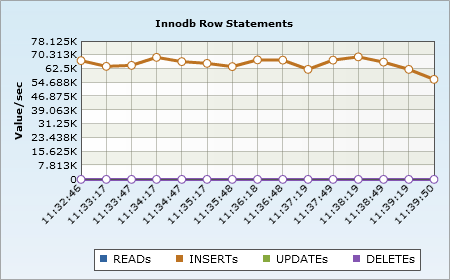 Innodb Row Statements
Value/sec
78.125K
70.313K
62.5K
54.688K
46.875K
39.063K
31.25K
23.438K
15.625K
7.813K
0
11:32:46
11:33:17
11:33:47
11:34:17
11:34:47
11:35:17
11:35:48
11:36:18
11:36:48
11:37:19
11:37:49
11:38:19
11:38:49
11:39:19
11:39:50
READs INSERTs UPDATEs DELETEs